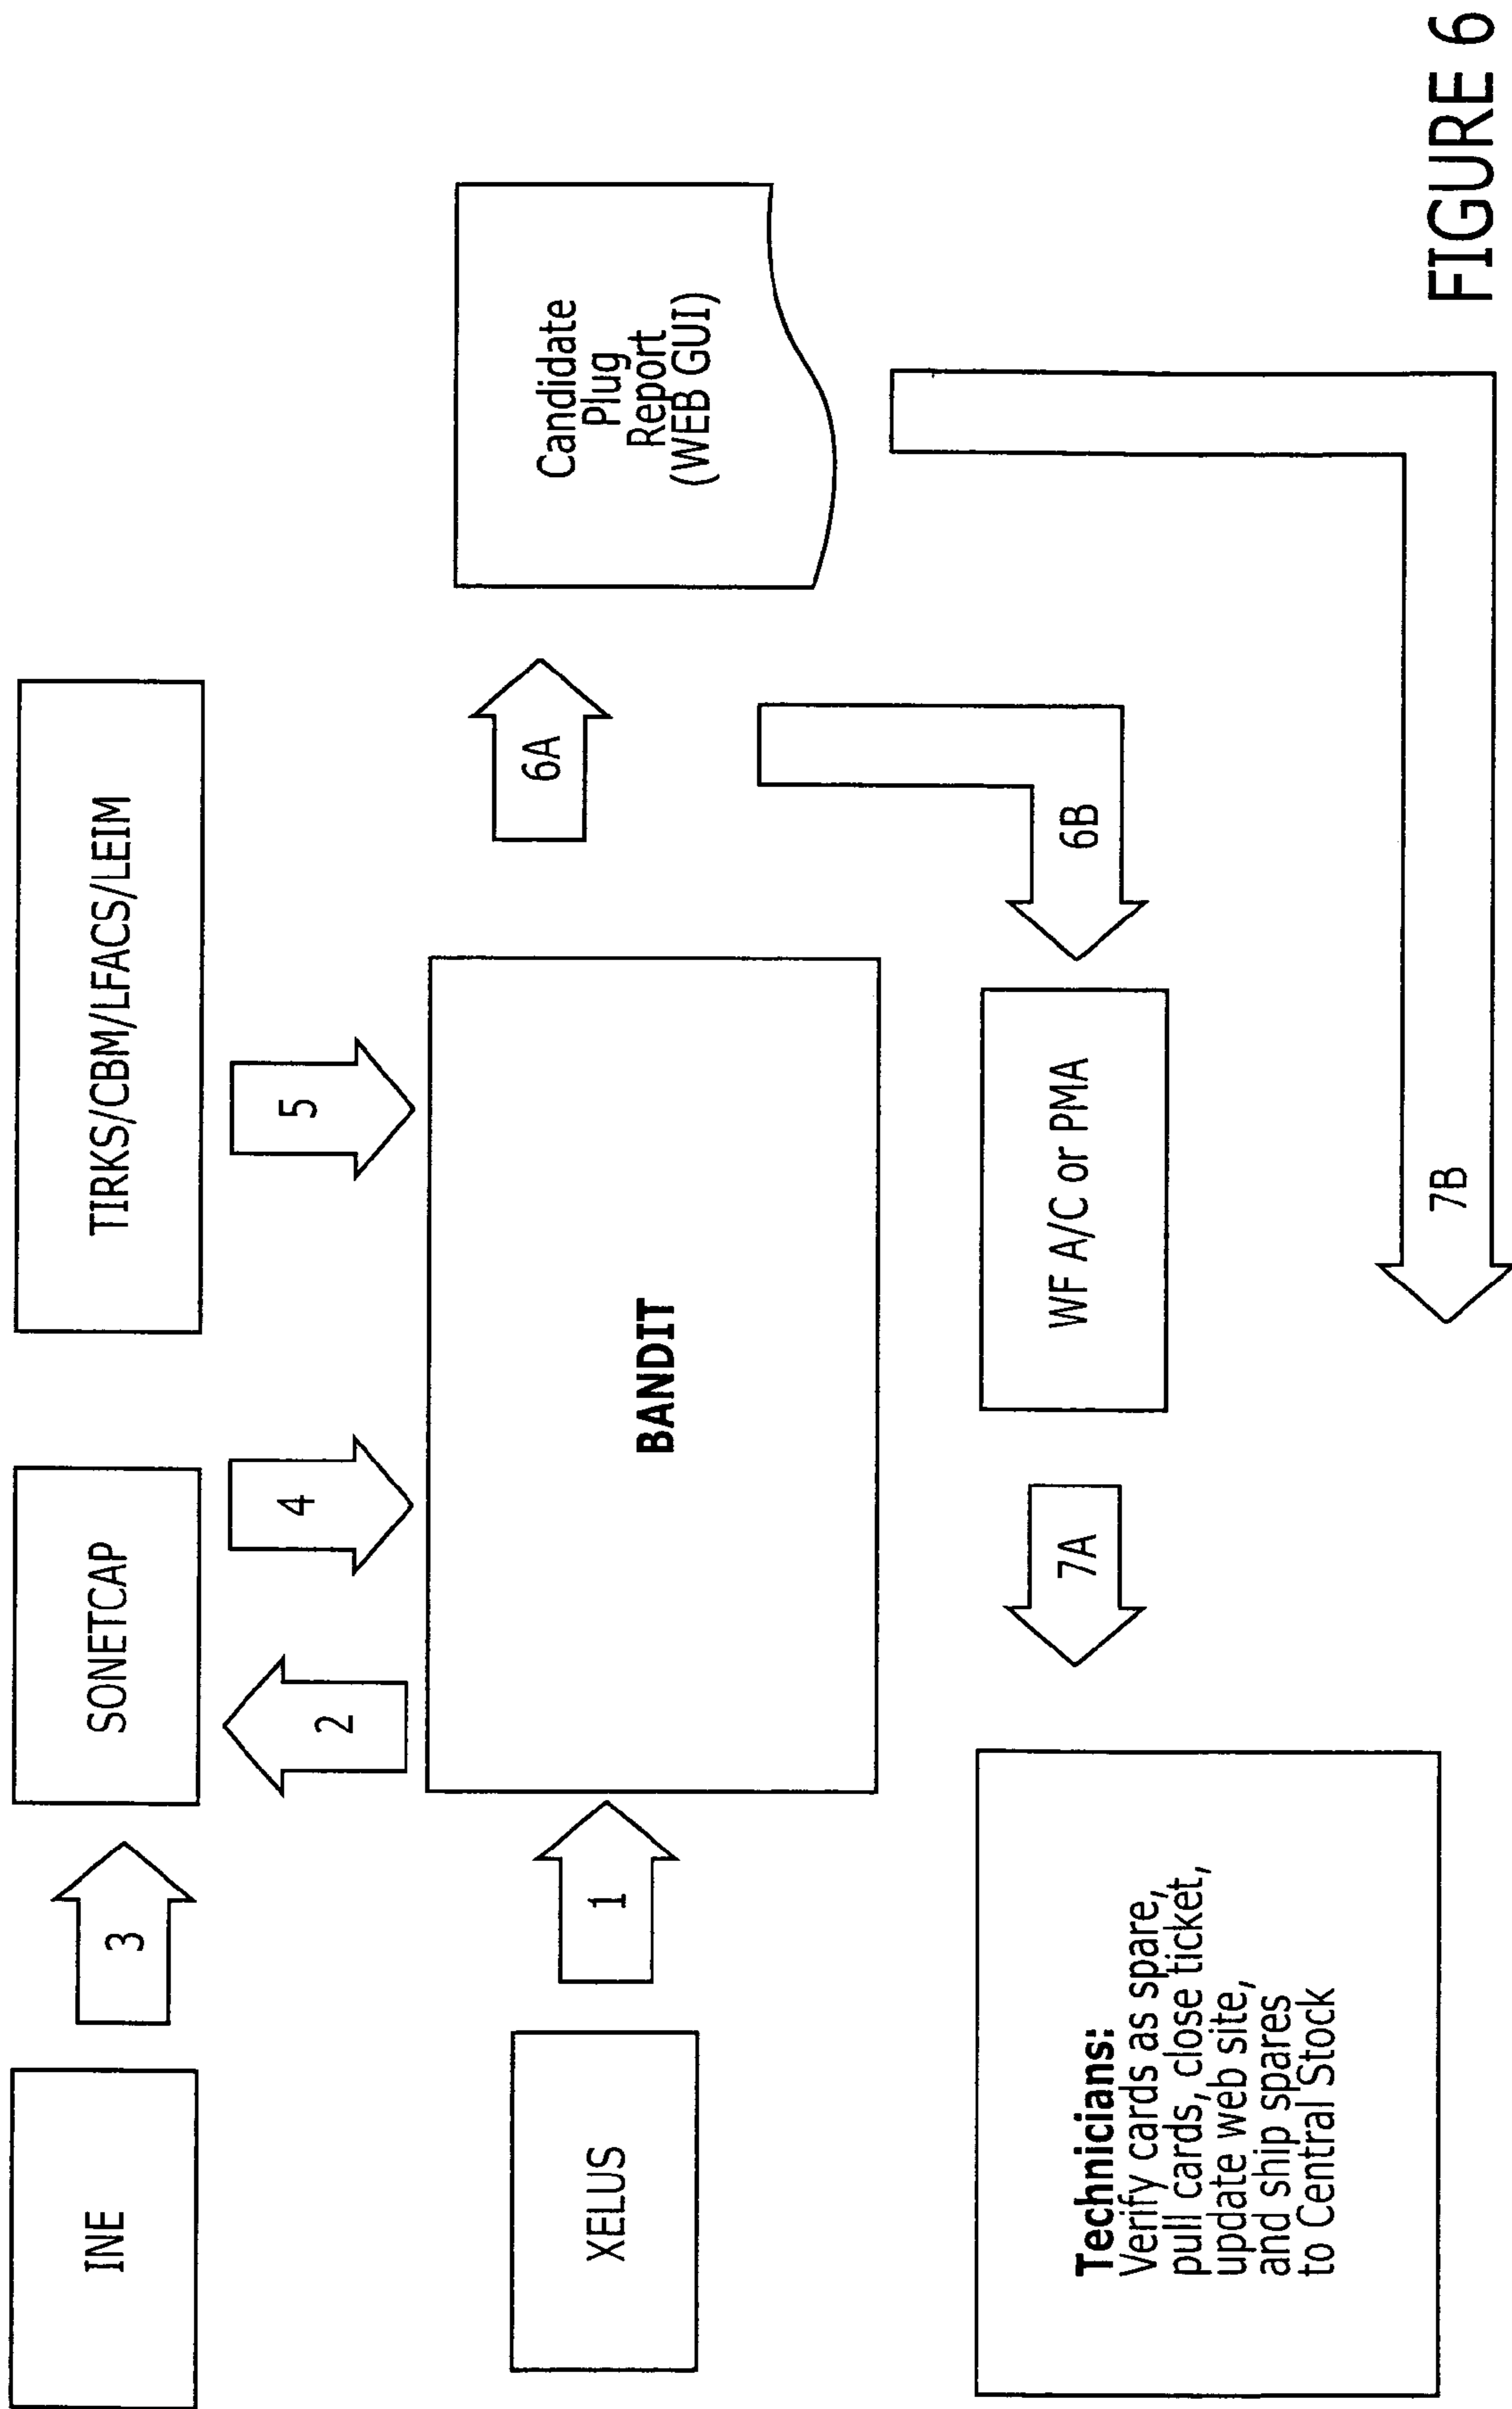 INE
3
SONETCAP
TIRKS/CBM/LFACS/LEIM
2
4
5
XELUS
1
BANDIT
6A
Candidate
Plug
Report
(WEB GUI)
Technicians:
Verify cards as spare,
pull cards, close ticket,
update web site,
and ship spares
to Central Stock
7A
WF A/C or PMA
6B
7B
FIGURE 6